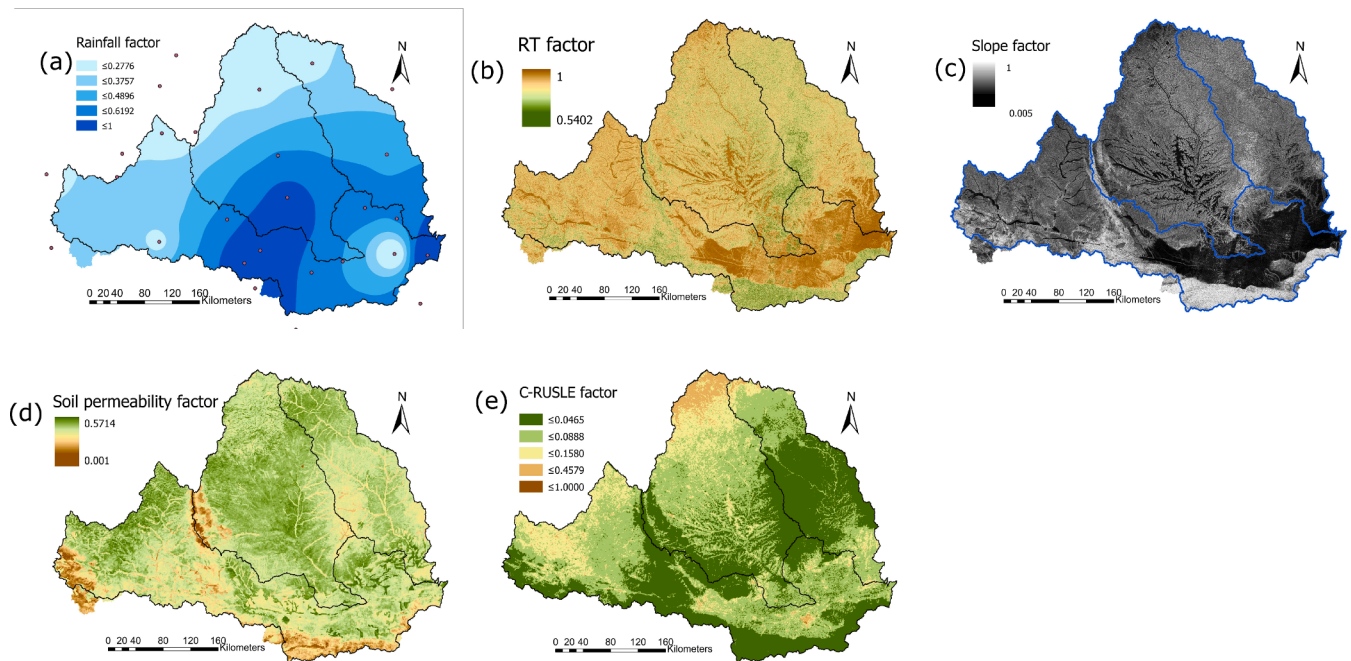 (a)
Rainfall factor
≤0.2776
≤0.3757
≤0.4896
≤0.6192
≤1
N
0 20 40 80 120 160
Kilometers
(b)
RT factor
1
0.5402
N
0 20 40 80 120 160
Kilometers
(c)
Slope factor
1
0.005
N
0 20 40 80 120 160
Kilometers
(d)
Soil permeability factor
0.5714
0.001
N
0 20 40 80 120 160
Kilometers
(e)
C-RUSLE factor
≤0.0465
≤0.0888
≤0.1580
≤0.4579
≤1.0000
N
0 20 40 80 120 160
Kilometers